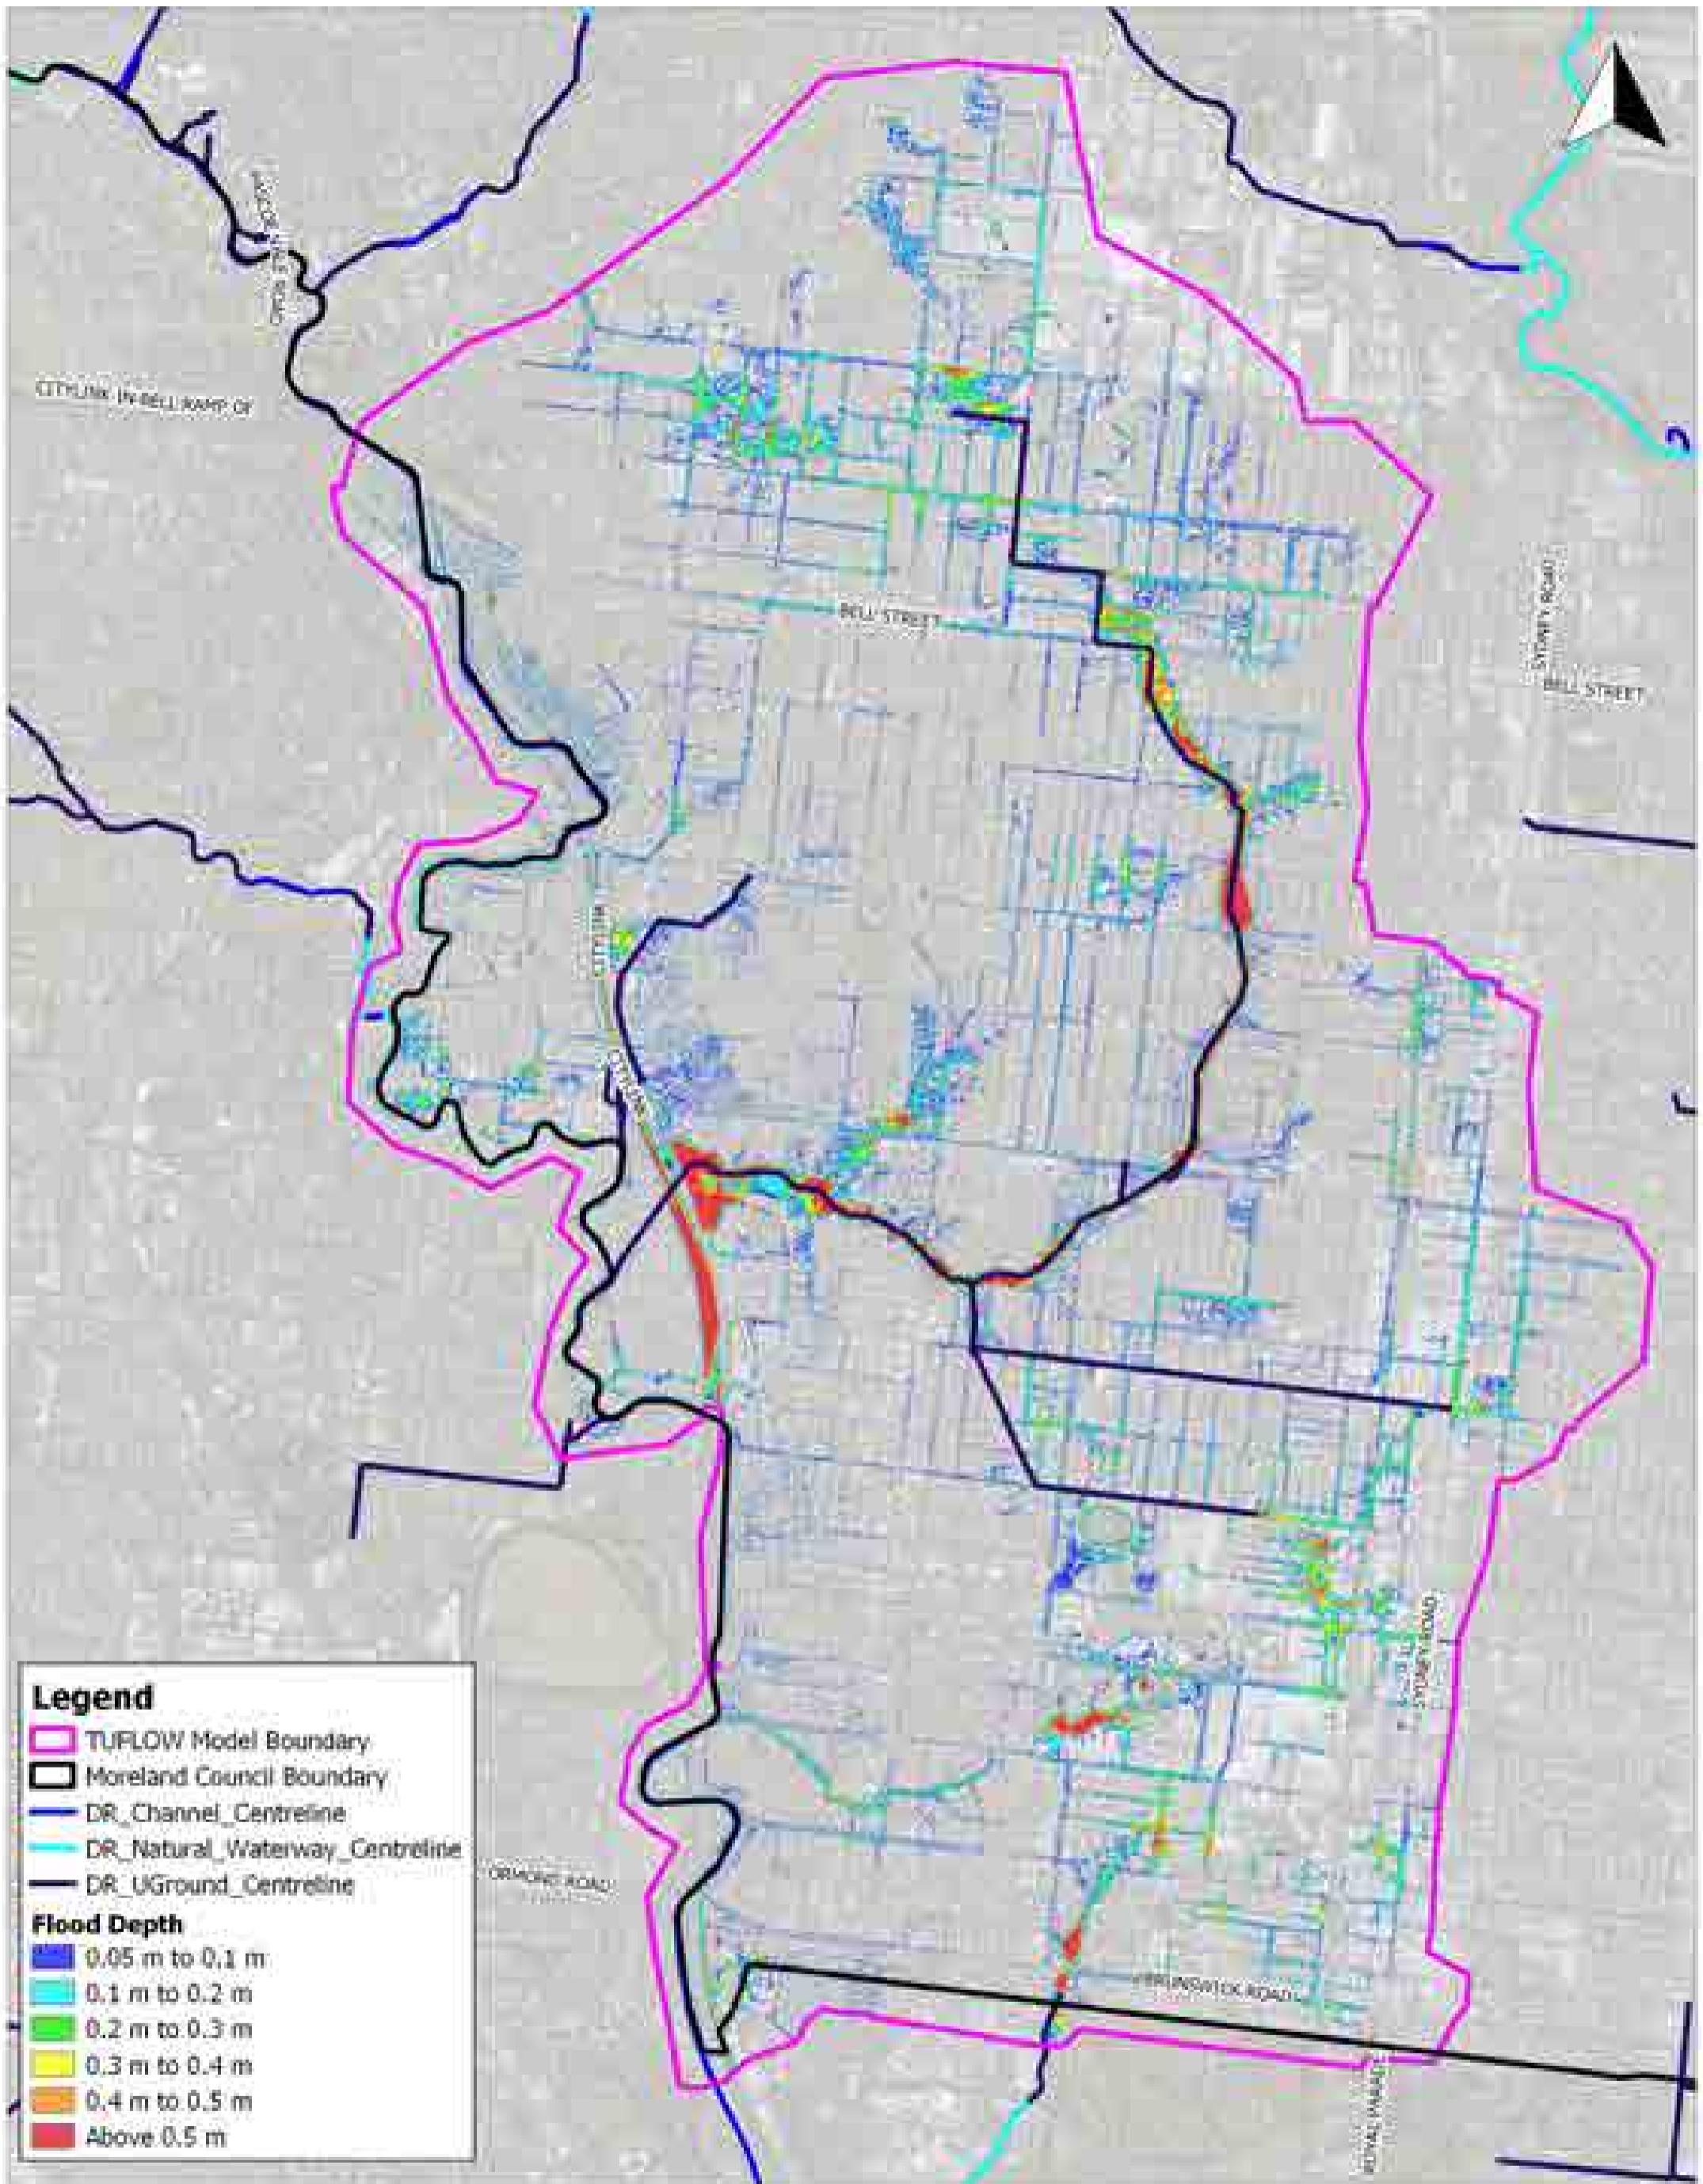 CITYLINK IN-BELL RAMP OF
BELL STREET
SYDNEY ROAD
BELL STREET
CITYLINK
SYDNEY ROAD
ORMOND ROAD
BRUNSWICK ROAD
ROYAL PARADE
Legend
TUFLOW Model Boundary
Moreland Council Boundary
DR_Channel_Centreline
DR_Natural_Waterway_Centreline
DR_UGround_Centreline
Flood Depth
0.05 m to 0.1 m
0.1 m to 0.2 m
0.2 m to 0.3 m
0.3 m to 0.4 m
0.4 m to 0.5 m
Above 0.5 m